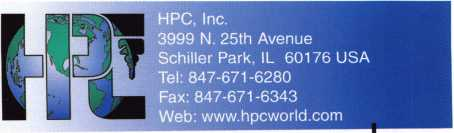 HPC
HPC, Inc.
3999 N. 25th Avenue
Schiller Park, IL  60176 USA
Tel: 847-671-6280
Fax: 847-671-6343
Web: www.hpcworld.com